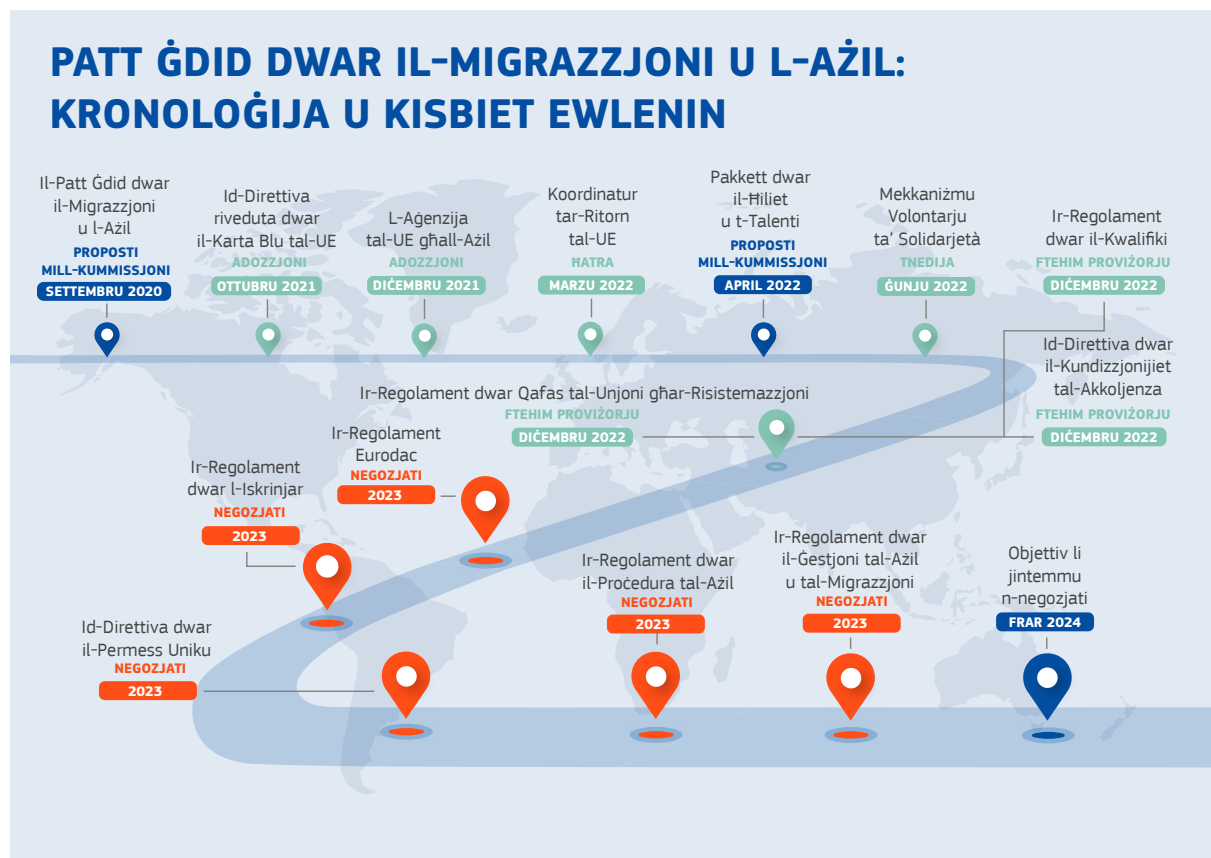 PATT ĠDID DWAR IL-MIGRAZZJONI U L-AŻIL:
KRONOLOĠIJA U KISBIET EWLENIN
Il-Patt Ġdid dwar
il-Migrazzjoni
u l-Ażil
PROPOSTI
MILL-KUMMISSJONI
SETTEMBRU 2020
Id-Direttiva
riveduta dwar
il-Karta Blu tal-UE
ADOZZJONI
OTTUBRU 2021
L-Aġenzija
tal-UE għall-Ażil
ADOZZJONI
DIĊEMBRU 2021
Koordinatur
tar-Ritorn
tal-UE
ĦATRA
MARZU 2022
Pakkett dwar
il-Ħiliet
u t-Talenti
PROPOSTI
MILL-KUMMISSJONI
APRIL 2022
Mekkaniżmu
Volontarju
ta’ Solidarjetà
TNEDIJA
ĠUNJU 2022
Ir-Regolament
dwar il-Kwalifiki
FTEHIM PROVIŻORJU
DIĊEMBRU 2022
Id-Direttiva dwar
il-Kundizzjonijiet
tal-Akkoljenza
FTEHIM PROVIŻORJU
DIĊEMBRU 2022
Ir-Regolament dwar Qafas tal-Unjoni għar-Risistemazzjoni
FTEHIM PROVIŻORJU
DIĊEMBRU 2022
Ir-Regolament
Eurodac
NEGOZJATI
2023
Ir-Regolament
dwar l-Iskrinjar
NEGOZJATI
2023
Id-Direttiva dwar
il-Permess Uniku
NEGOZJATI
2023
Ir-Regolament dwar
il-Proċedura tal-Ażil
NEGOZJATI
2023
Ir-Regolament dwar
il-Ġestjoni tal-Ażil
u tal-Migrazzjoni
NEGOZJATI
2023
Objettiv li
jintemmu
n-negozjati
FRAR 2024